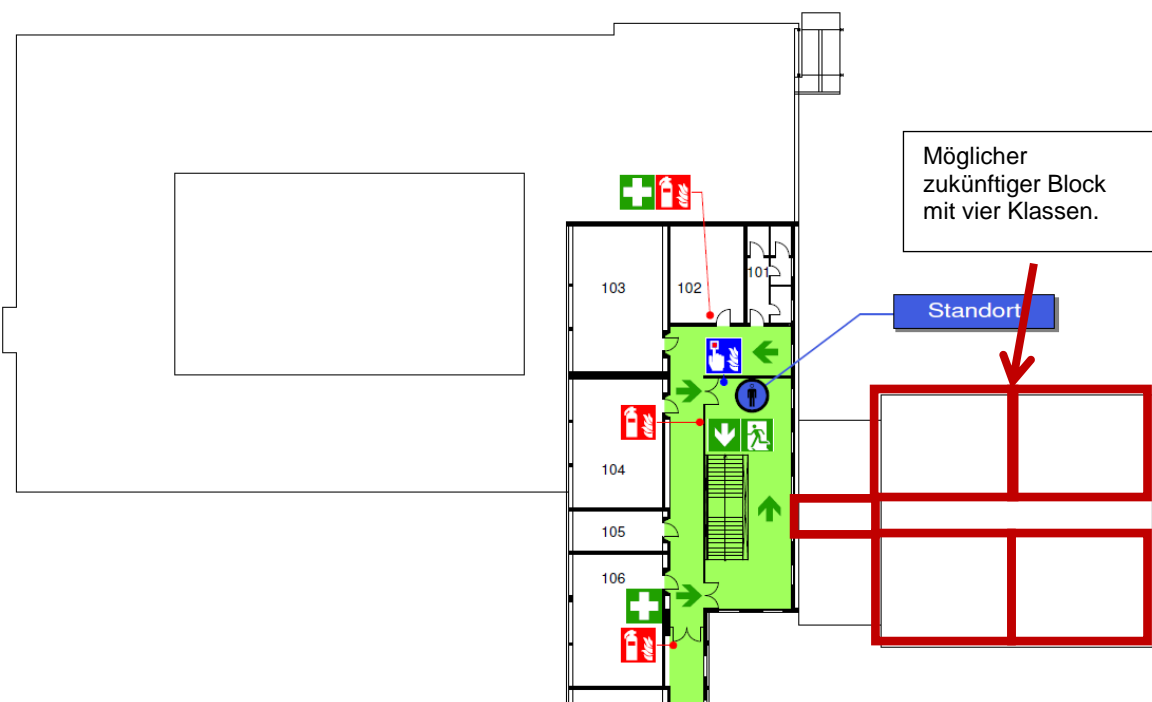 Möglicher
zukünftiger Block
mit vier Klassen.
103
102
101
Standort
104
105
106